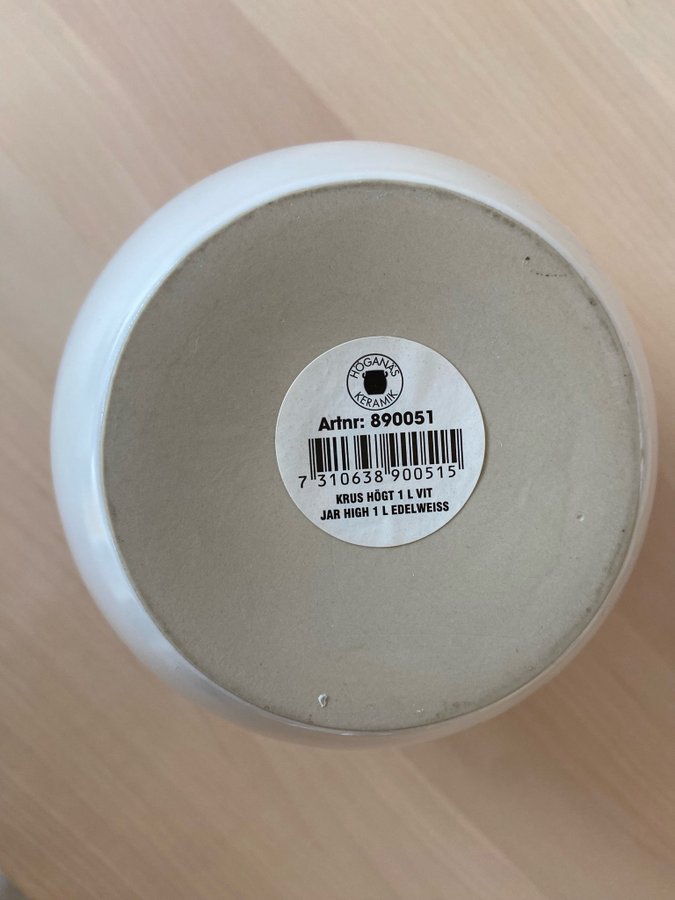 HÖGANÄS
KERAMIK
Artnr: 890051
7 310638 900515
KRUS HÖGT 1 L VIT
JAR HIGH 1 L EDELWEISS